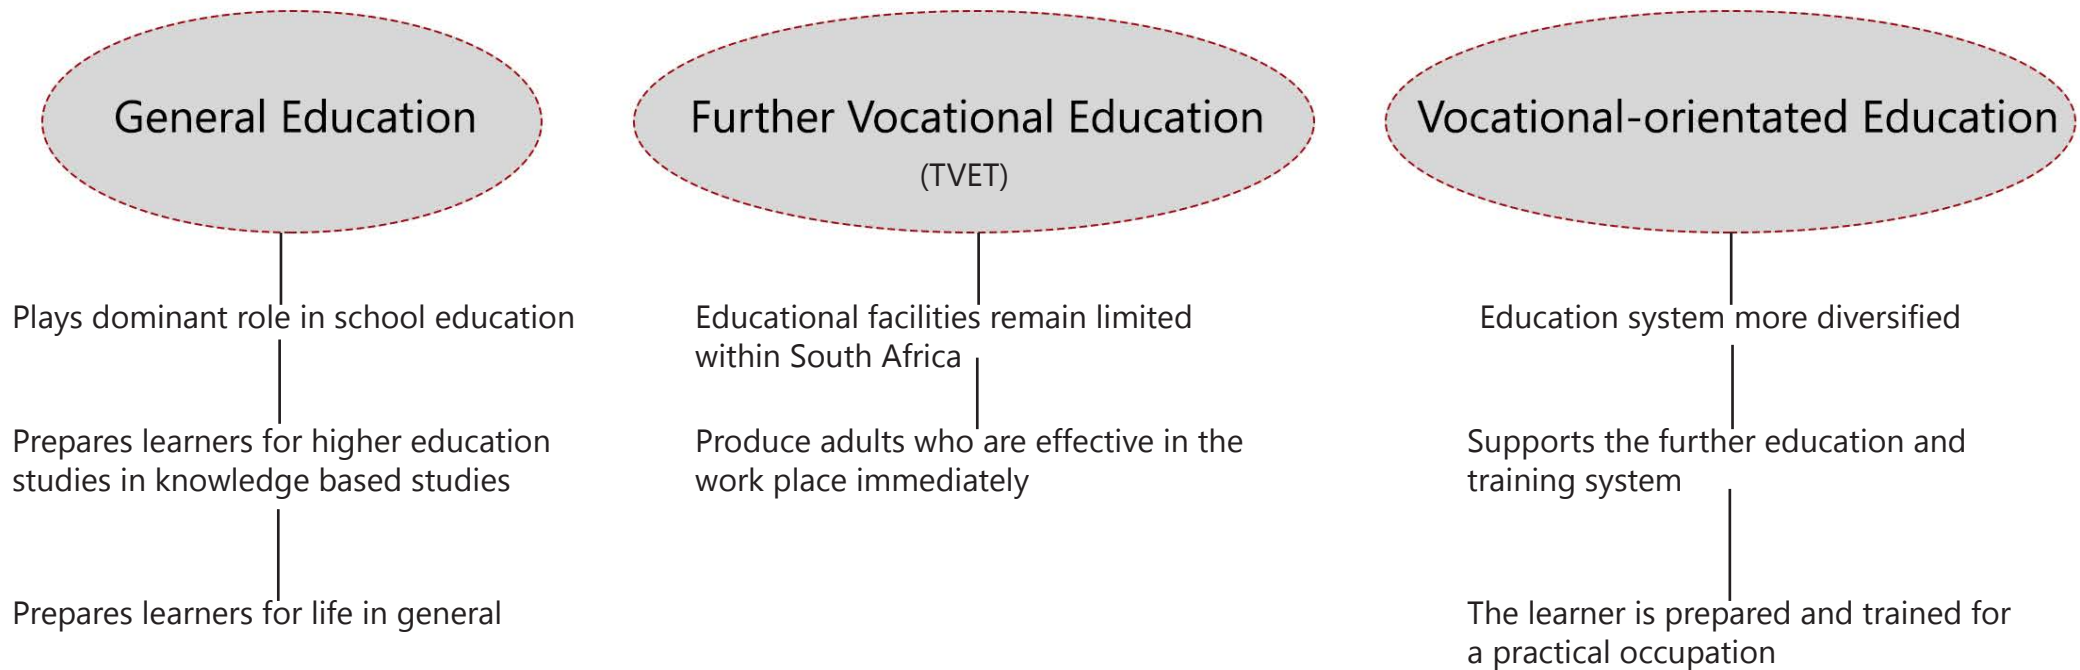 General Education
Plays dominant role in school education
Prepares learners for higher education
studies in knowledge based studies
Prepares learners for life in general
Further Vocational Education
(TVET)
Educational facilities remain limited
within South Africa
Produce adults who are effective in the
work place immediately
Vocational-orientated Education
Education system more diversified
Supports the further education and
training system
The learner is prepared and trained for
a practical occupation